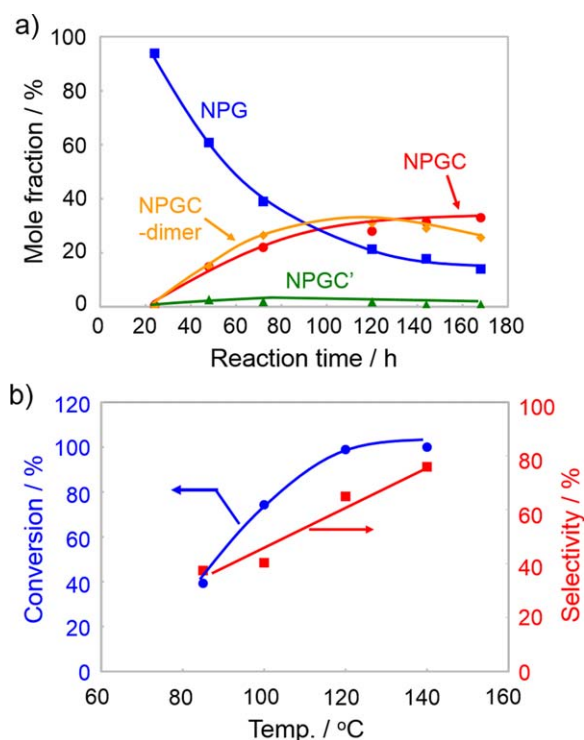 a)
100
80
60
40
20
0
Mole fraction / %
NPG
NPGC
NPGC
-dimer
NPGC’
0 20 40 60 80 100 120 140 160 180
Reaction time / h
b)
120
100
80
60
40
20
0
Conversion / %
100
80
60
40
20
0
Selectivity / %
60 80 100 120 140 160
Temp. / ºC